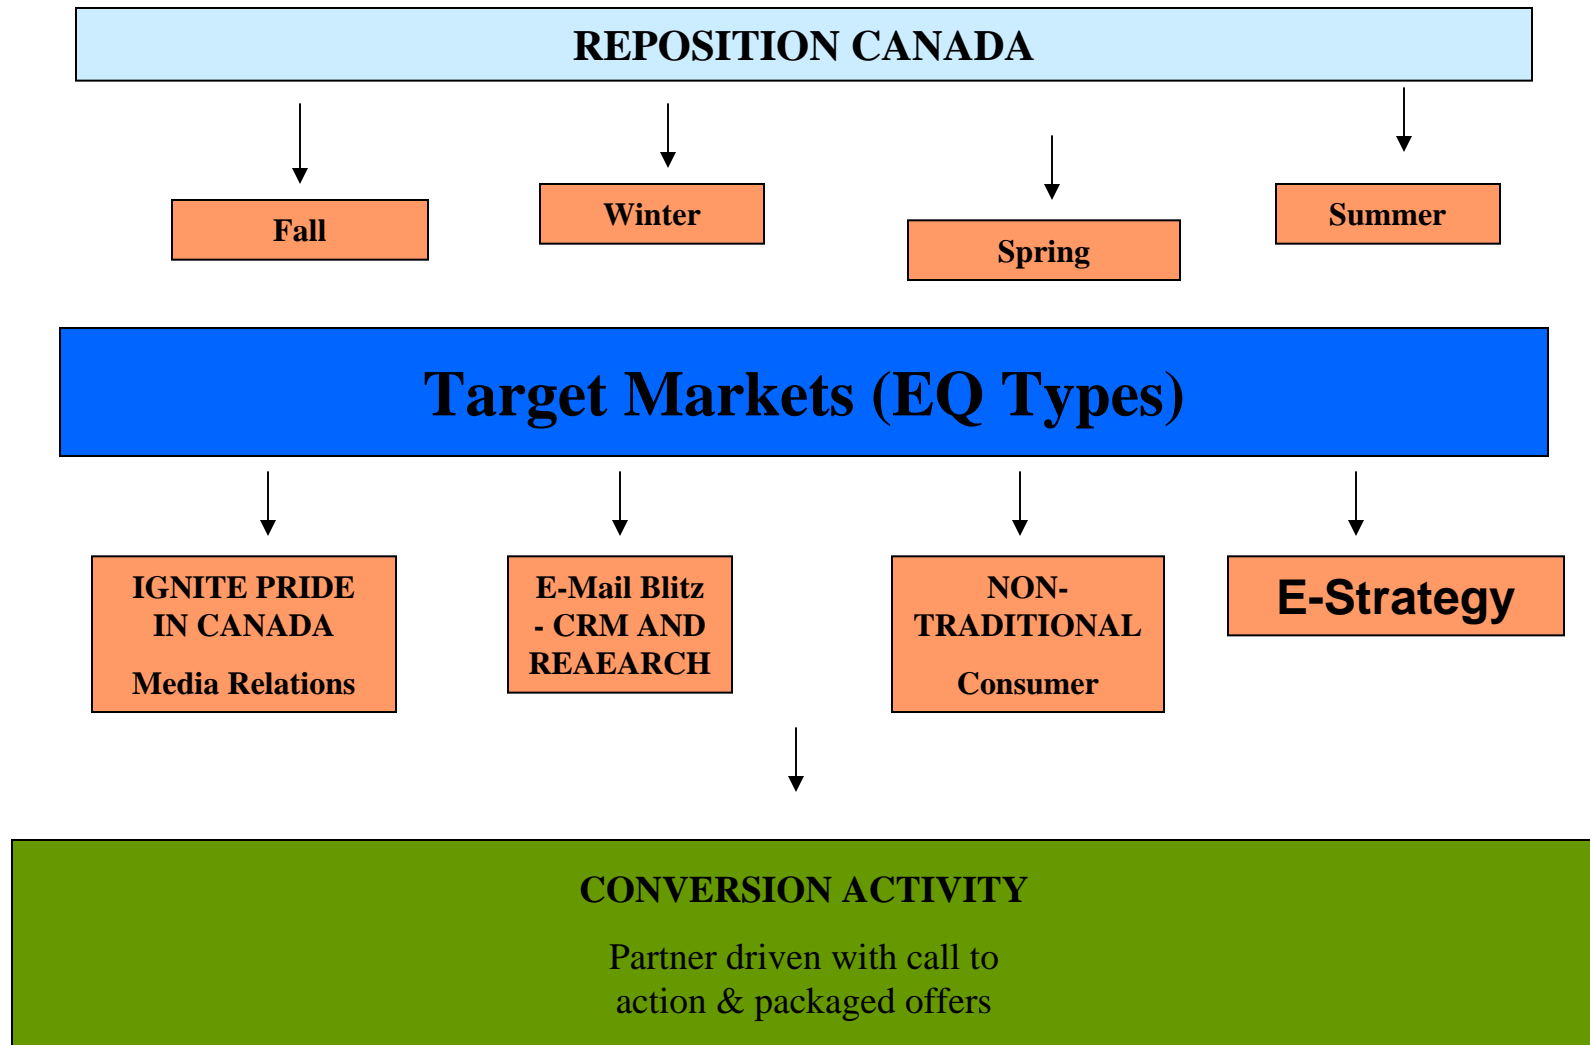 REPOSITION CANADA
Fall
Winter
Spring
Summer
Target Markets (EQ Types)
IGNITE PRIDE
IN CANADA
Media Relations
E-Mail Blitz
- CRM AND
REAEARCH
NON-
TRADITIONAL
Consumer
E-Strategy
CONVERSION ACTIVITY
Partner driven with call to
action & packaged offers